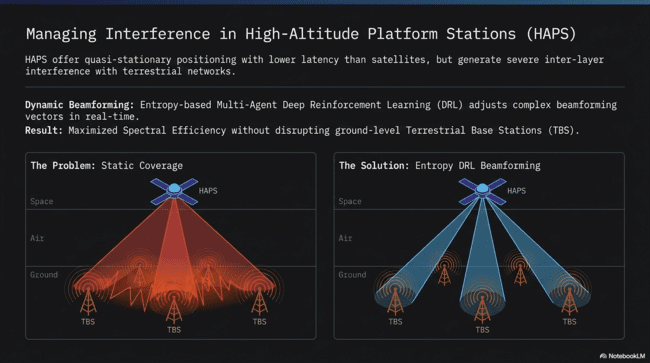 Managing Interference in High-Altitude Platform Stations (HAPS)
HAPS offer quasi-stationary positioning with lower latency than satellites, but generate severe inter-layer
interference with terrestrial networks.
Dynamic Beamforming: Entropy-based Multi-Agent Deep Reinforcement Learning (DRL) adjusts complex beamforming
vectors in real-time.
Result: Maximized Spectral Efficiency without disrupting ground-level Terrestrial Base Stations (TBS).
The Problem: Static Coverage
HAPS
Space
Air
Ground
TBS
TBS
TBS
The Solution: Entropy DRL Beamforming
HAPS
Space
Air
Ground
TBS
TBS
TBS
NotebookLM